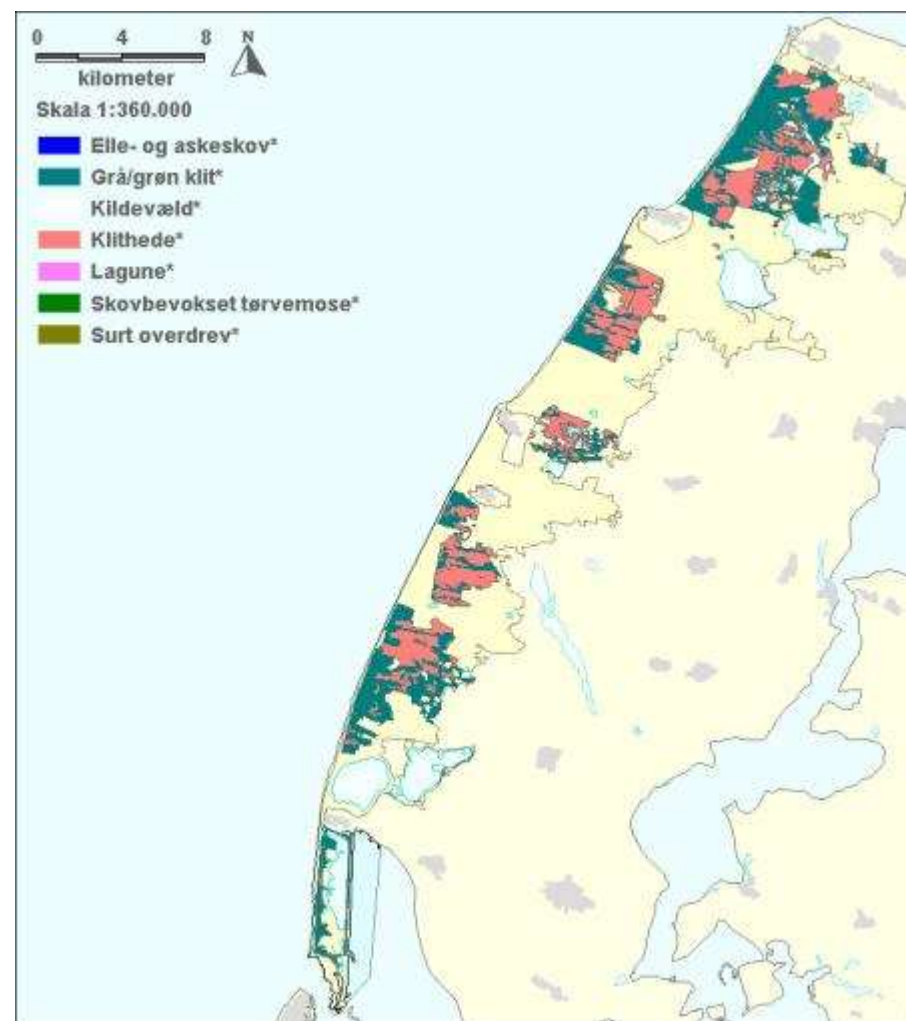 0 4 8 N
kilometer
Skala 1:360.000
Elle- og askeskov*
Grå/grøn klit*
Kildevæld*
Klithede*
Lagune*
Skovbevokset tørvemose*
Surt overdrev*